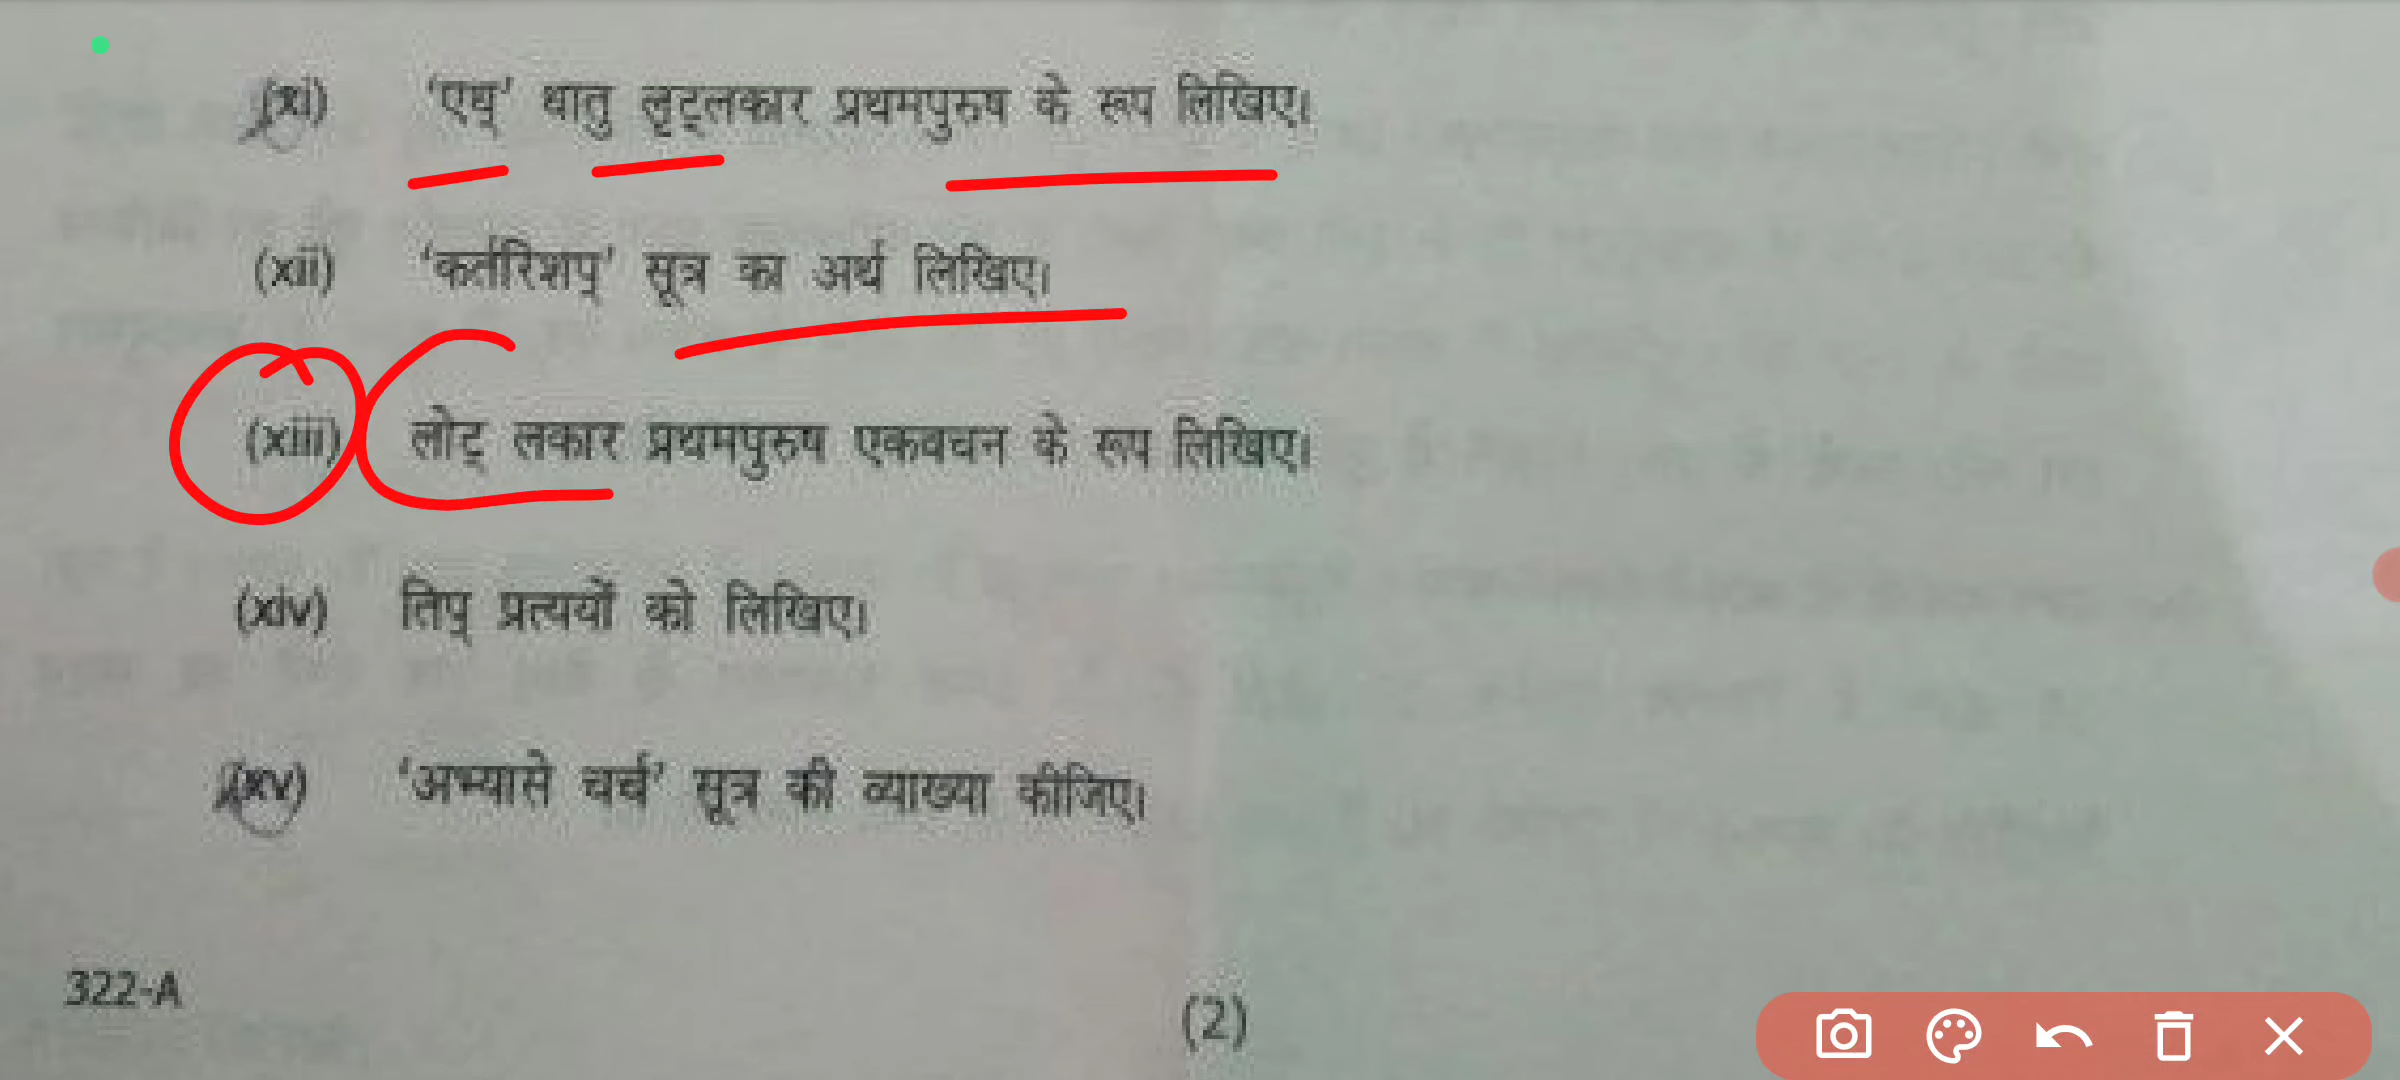 (xi) ‘एध्’ धातु लृट्लकार प्रथमपुरुष के रूप लिखिए।
(xii) ‘कर्तरिशप्’ सूत्र का अर्थ लिखिए।
(xiii) लोट् लकार प्रथमपुरुष एकवचन के रूप लिखिए।
(xiv) तिप् प्रत्ययों को लिखिए।
(xv) ‘अभ्यासे चर्च’ सूत्र की व्याख्या कीजिए।
322-A
(2)